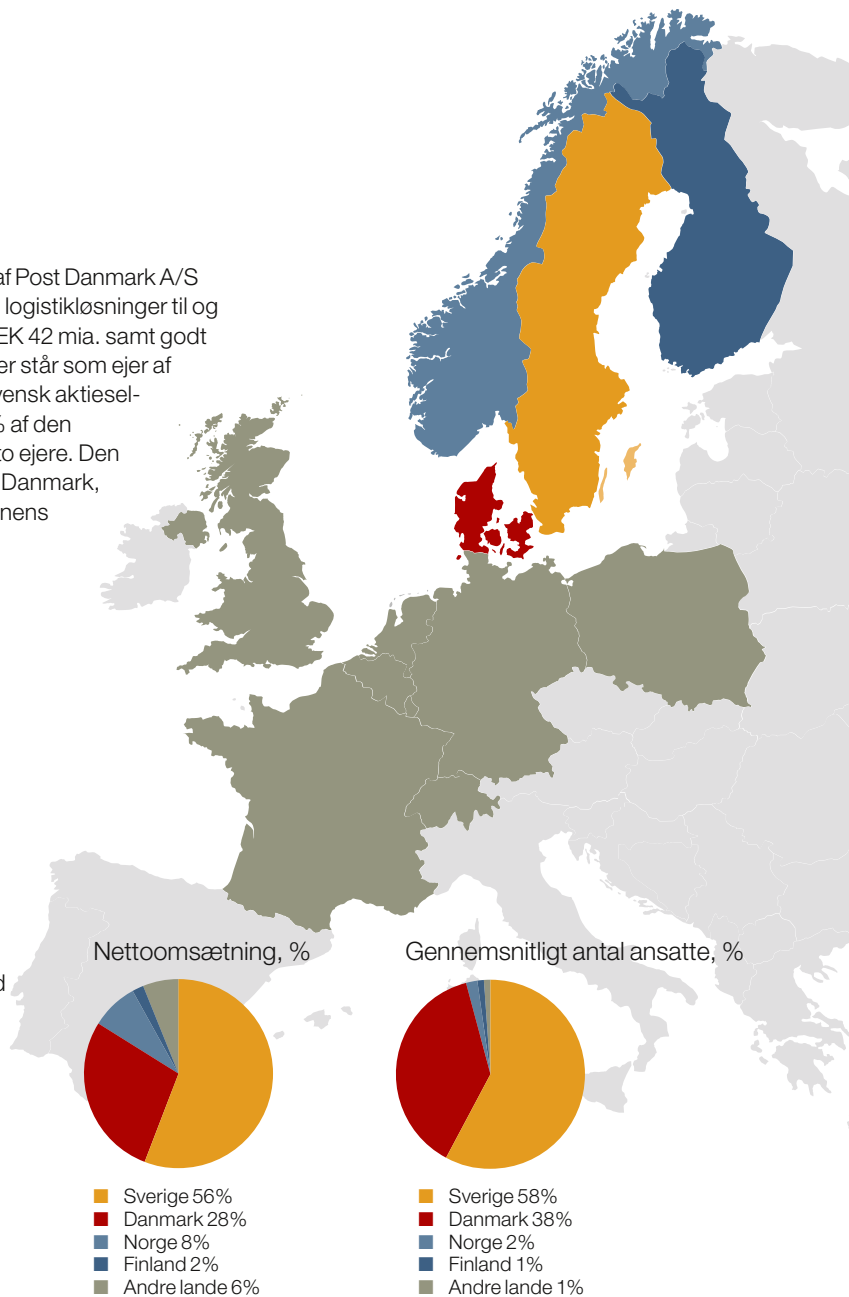 af Post Danmark A/S
logistikløsninger til og
EK 42 mia. samt godt
er står som ejer af
vensk aktiesel-
% af den
to ejere. Den
Danmark,
nens
d
Nettoomsætning, %
Sverige 56%
Danmark 28%
Norge 8%
Finland 2%
Andre lande 6%
Gennemsnitligt antal ansatte, %
Sverige 58%
Danmark 38%
Norge 2%
Finland 1%
Andre lande 1%